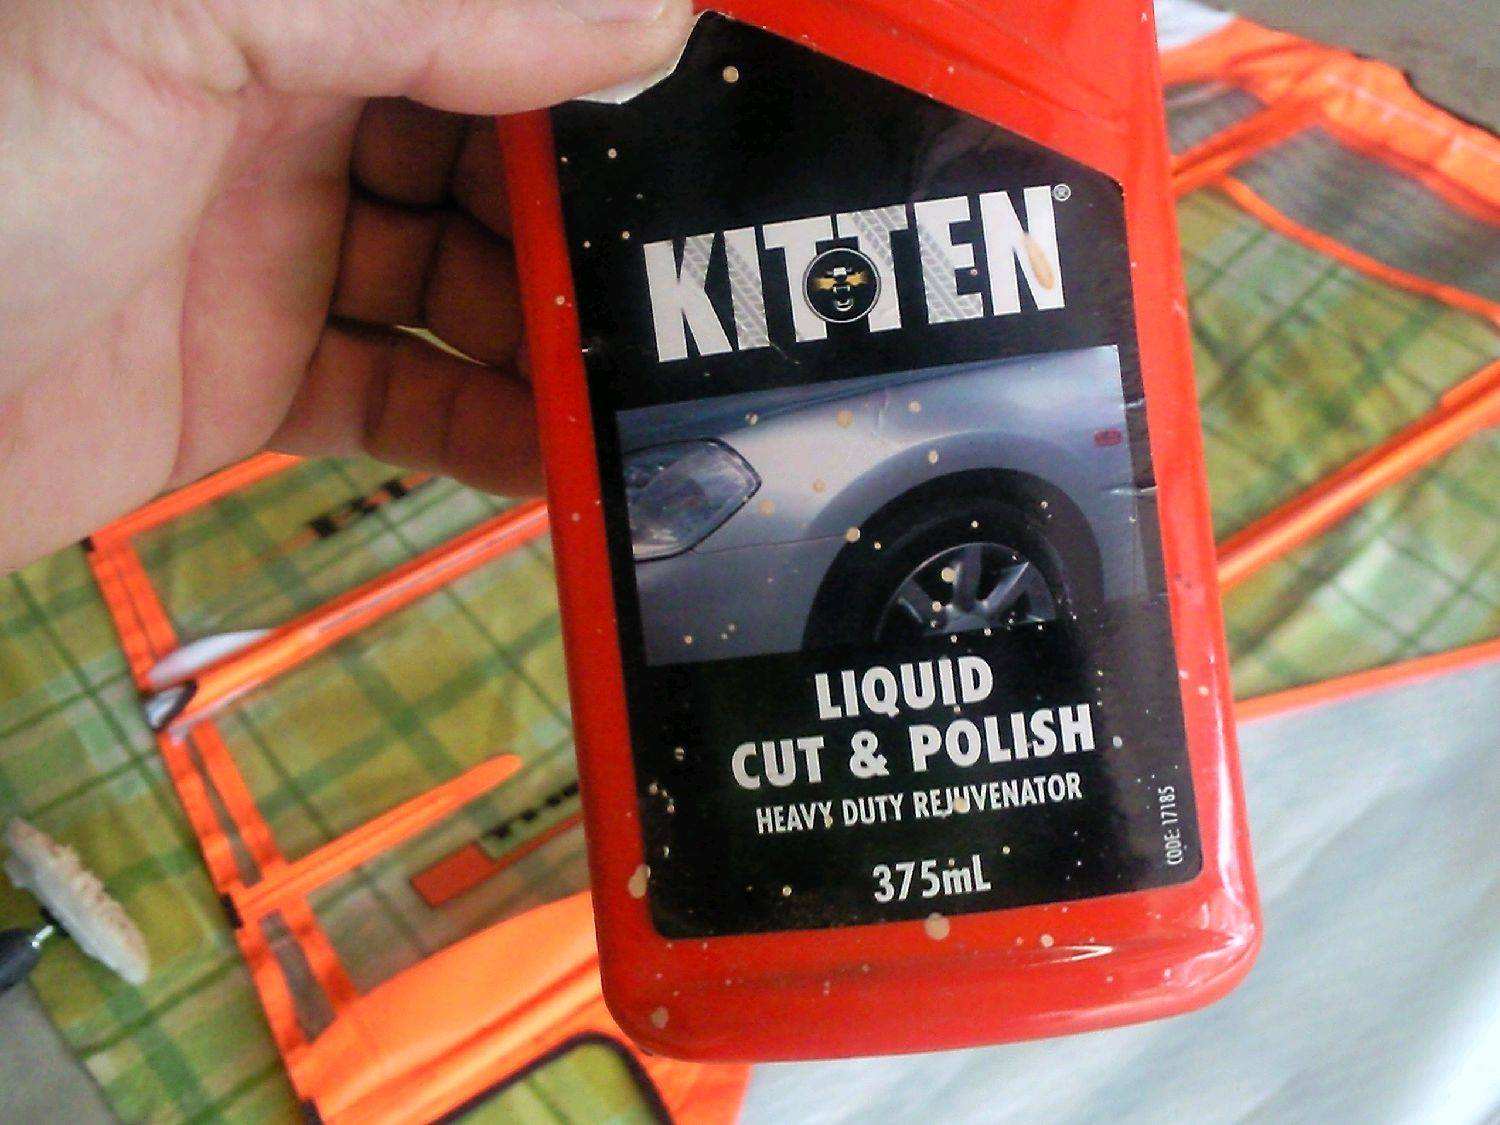 KITTEN®
LIQUID
CUT & POLISH
HEAVY DUTY REJUVENATOR
375mL
CODE: 17185